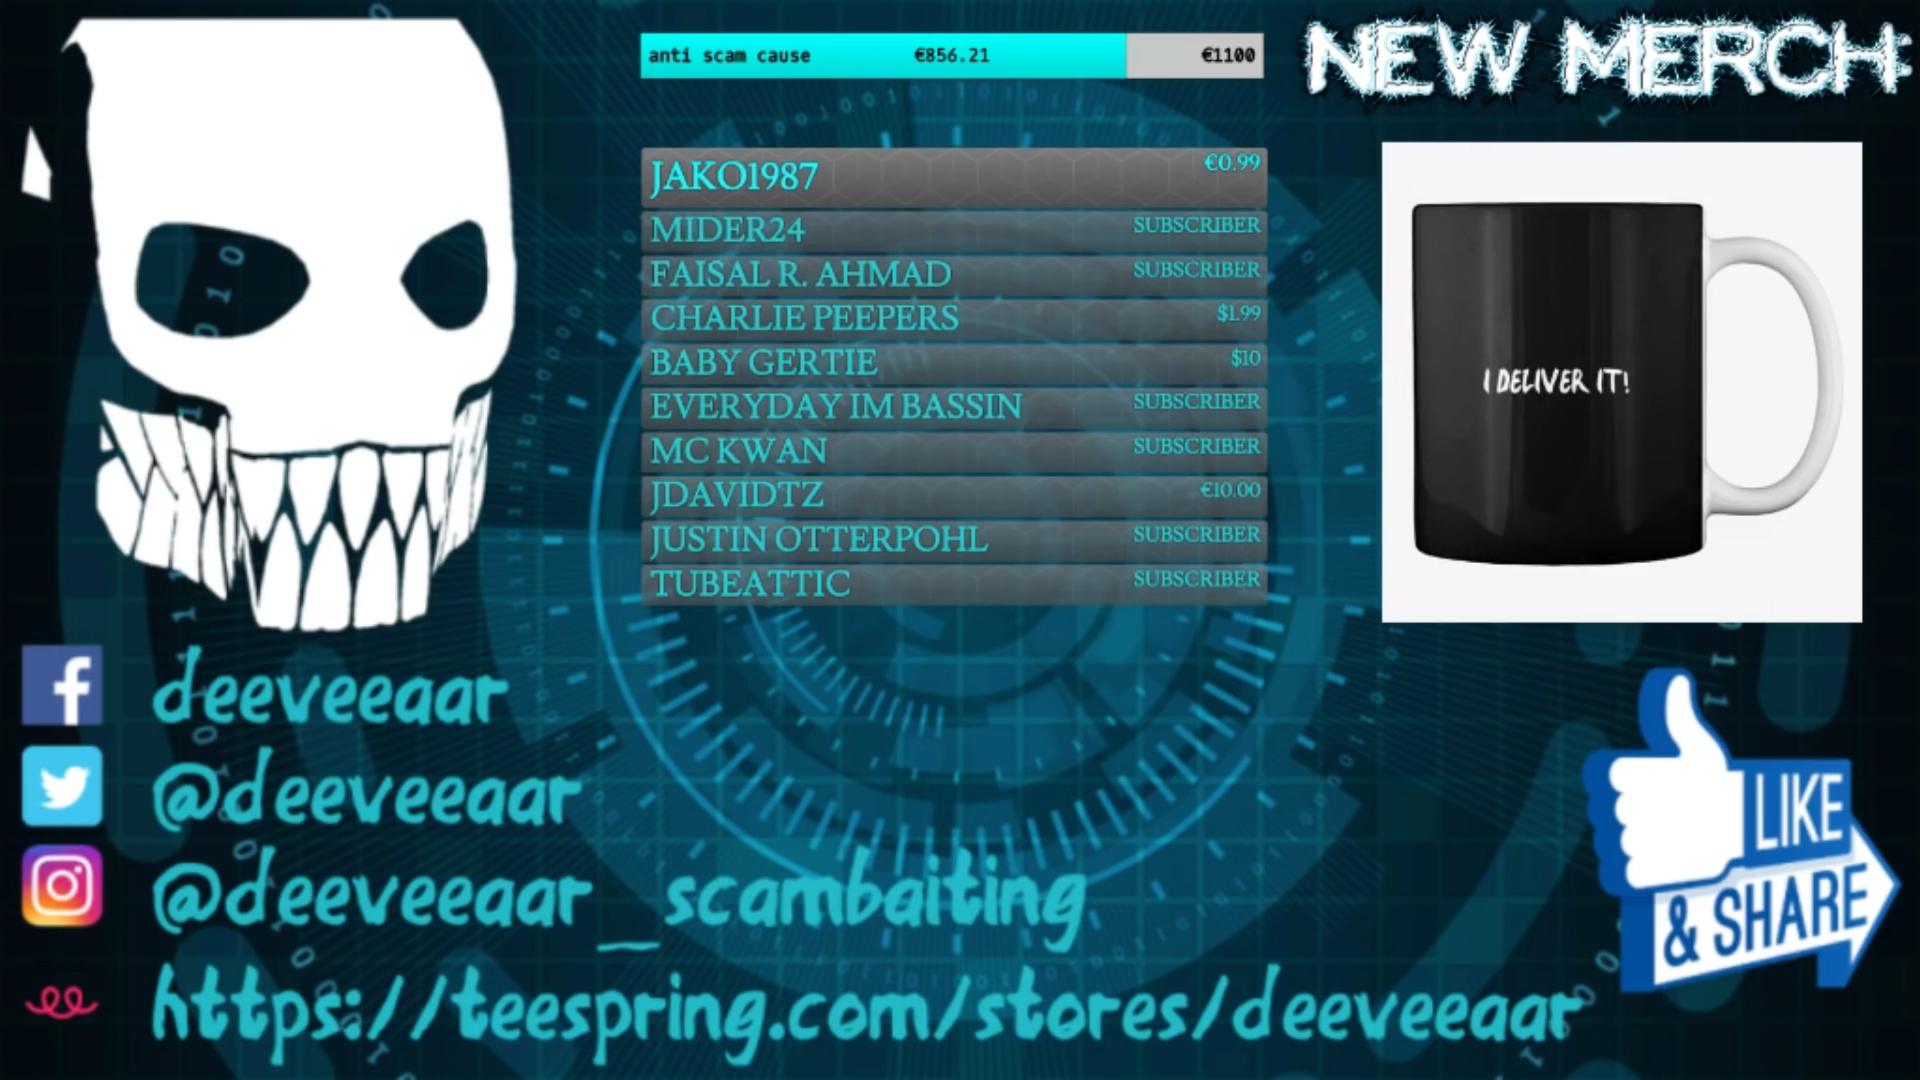 anti scam cause €856.21 €1100
NEW MERCH:
JAKO1987 €0.99
MIDER24 SUBSCRIBER
FAISAL R. AHMAD SUBSCRIBER
CHARLIE PEEPERS $1.99
BABY GERTIE $10
EVERYDAY IM BASSIN SUBSCRIBER
MC KWAN SUBSCRIBER
JDAVIDTZ €10.00
JUSTIN OTTERPOHL SUBSCRIBER
TUBEATTIC SUBSCRIBER
I DELIVER IT!
deeveeaar
@deeveeaar
@deeveeaar_scambaiting
https://teespring.com/stores/deeveeaar
LIKE
& SHARE